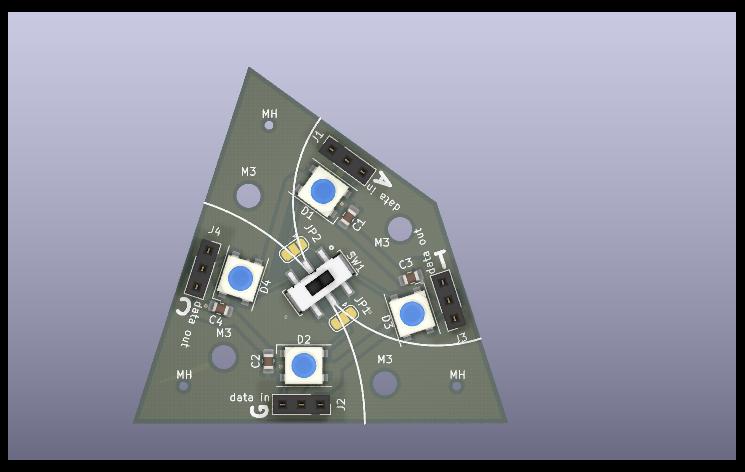 MH
J1
A
data in
M3
D1
C1
JP2
M3
data out
T
J4
SW1
C3
D4
C
C4
data out
JP1
D3
J3
M3
D2
C2
M3
MH
MH
data in
G
J2